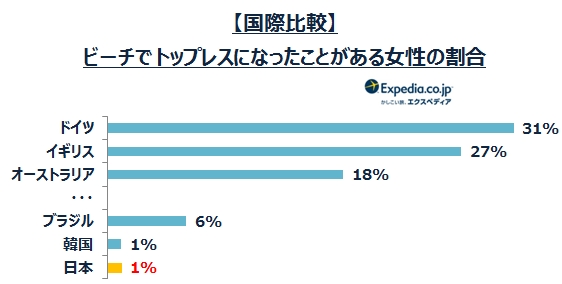 【国際比較】
ビーチでトップレスになったことがある女性の割合
Expedia.co.jp
かしこい旅、エクスペディア
ドイツ 31%
イギリス 27%
オーストラリア 18%
・・・
ブラジル 6%
韓国 1%
日本 1%